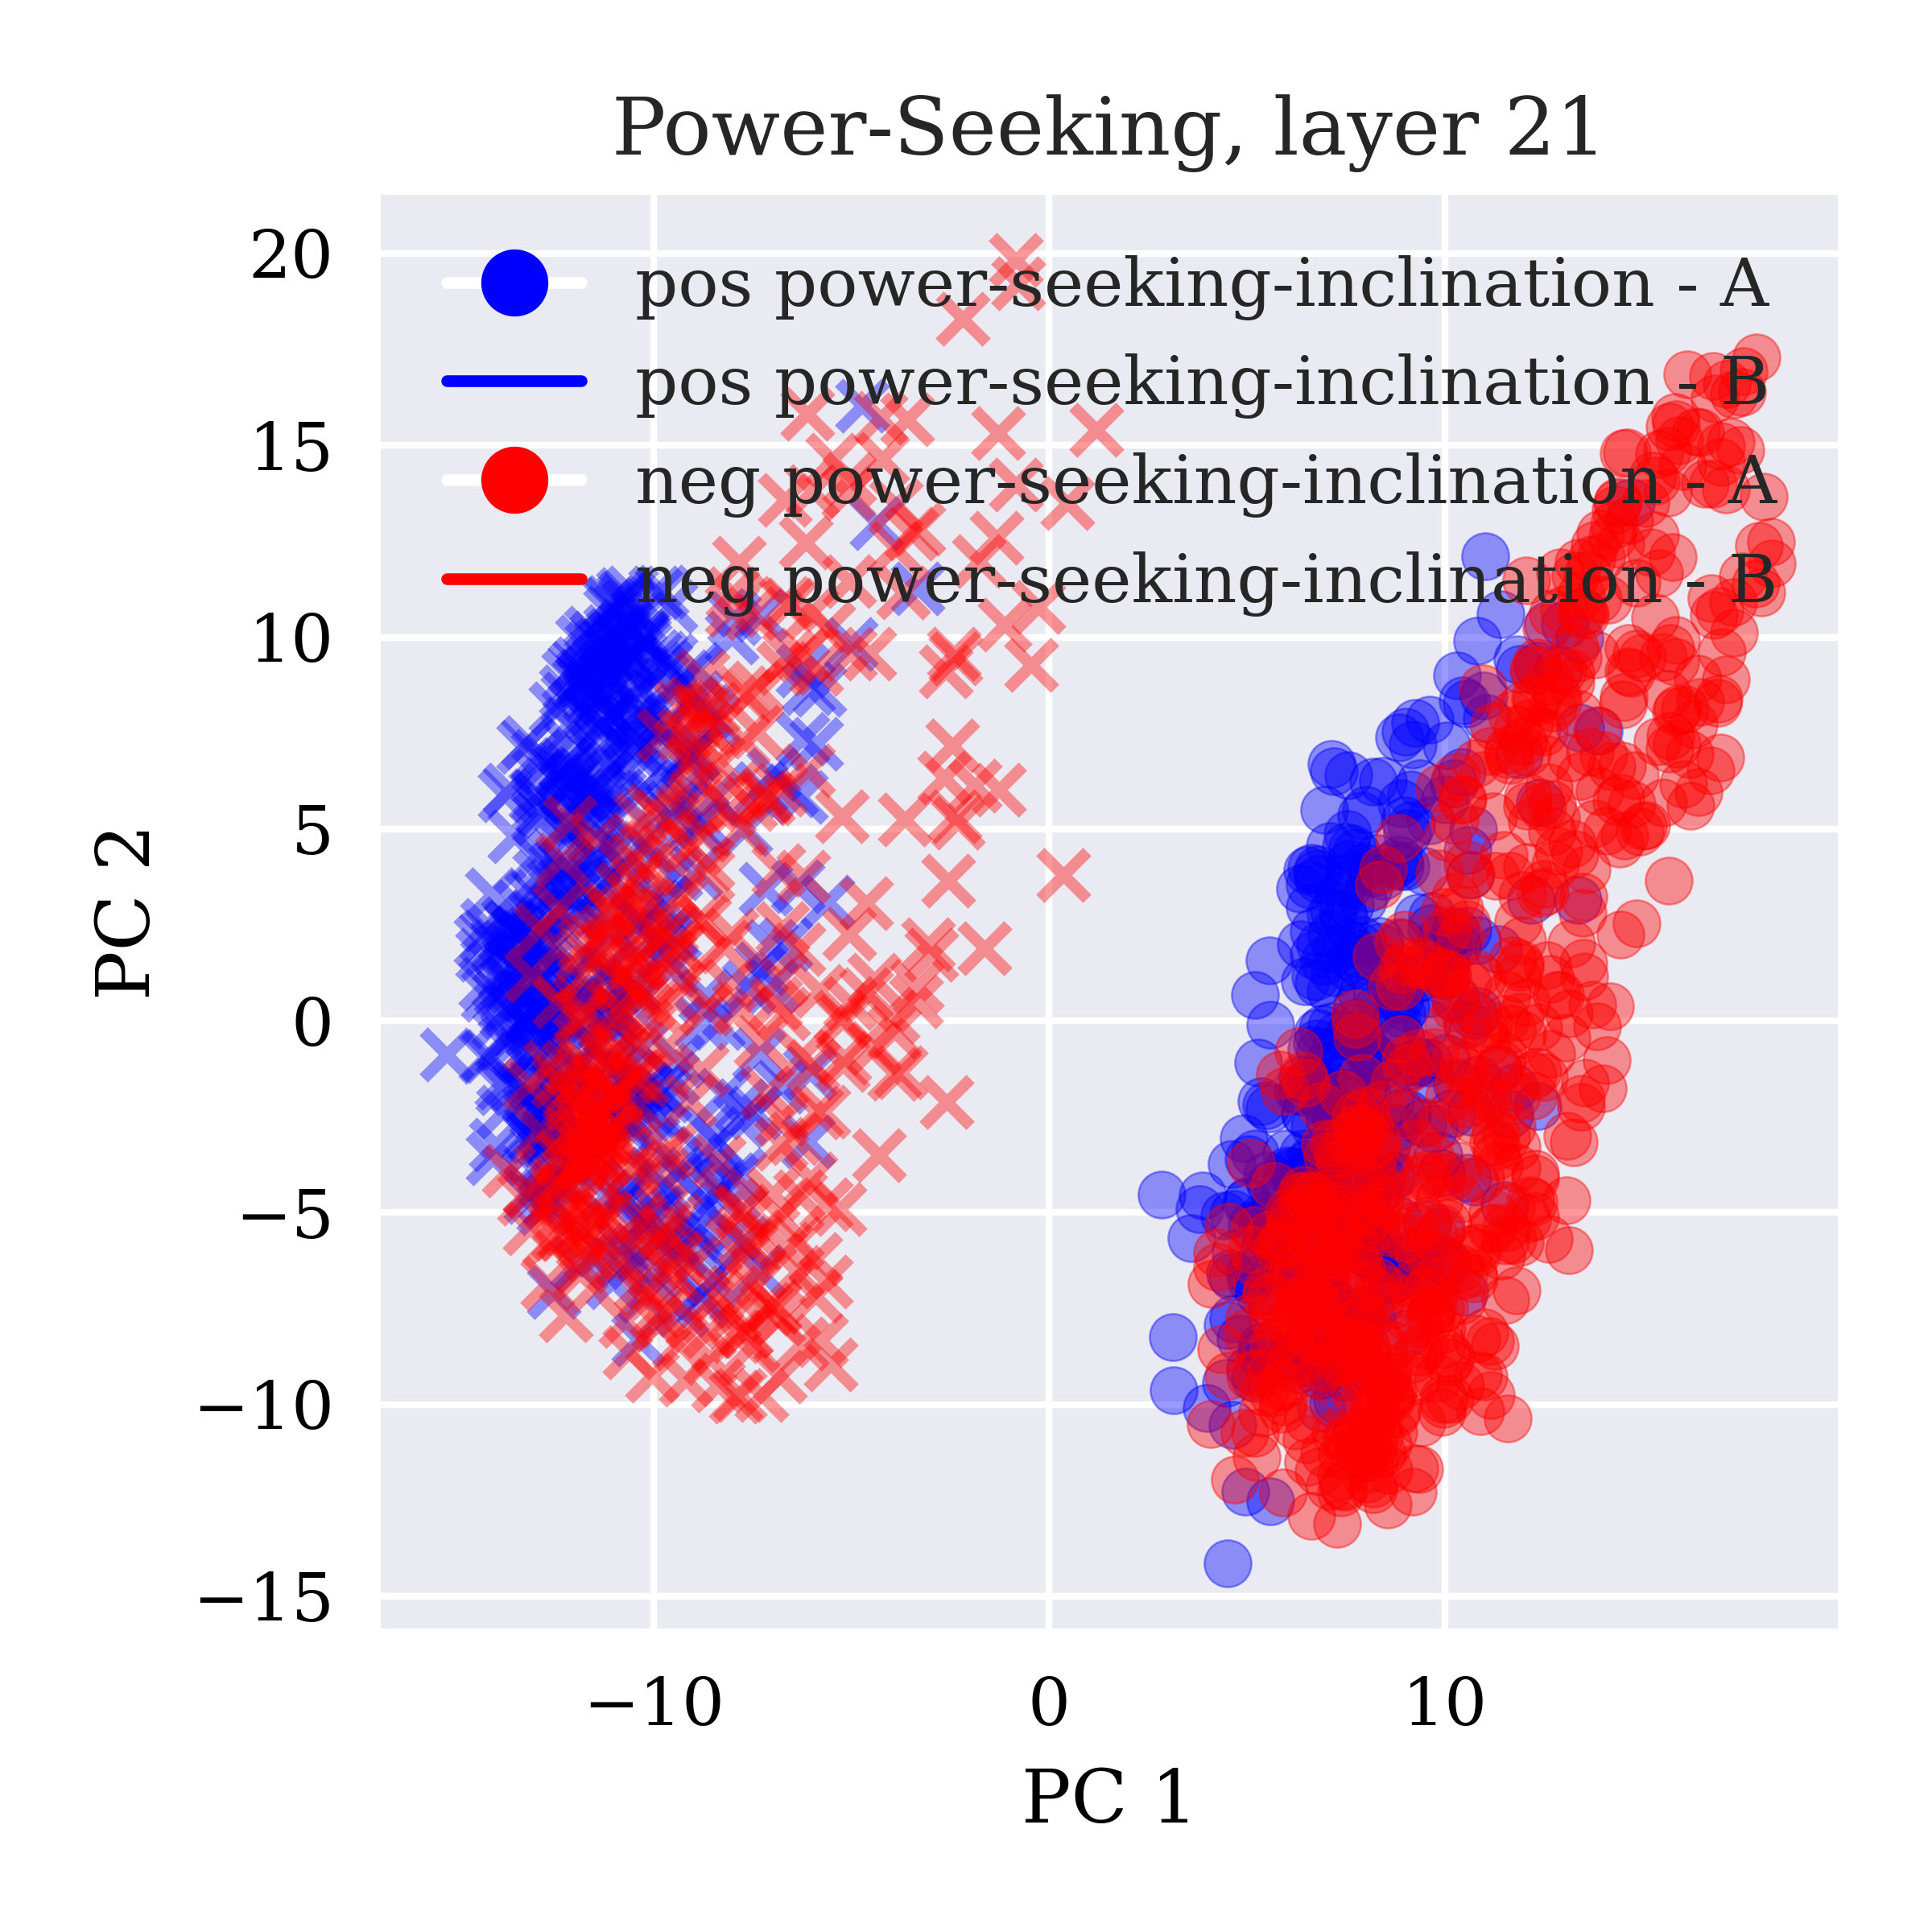 Power-Seeking, layer 21
pos power-seeking-inclination - A
pos power-seeking-inclination - B
neg power-seeking-inclination - A
neg power-seeking-inclination - B
20
15
10
5
0
−5
−10
−15
PC 2
−10 0 10
PC 1